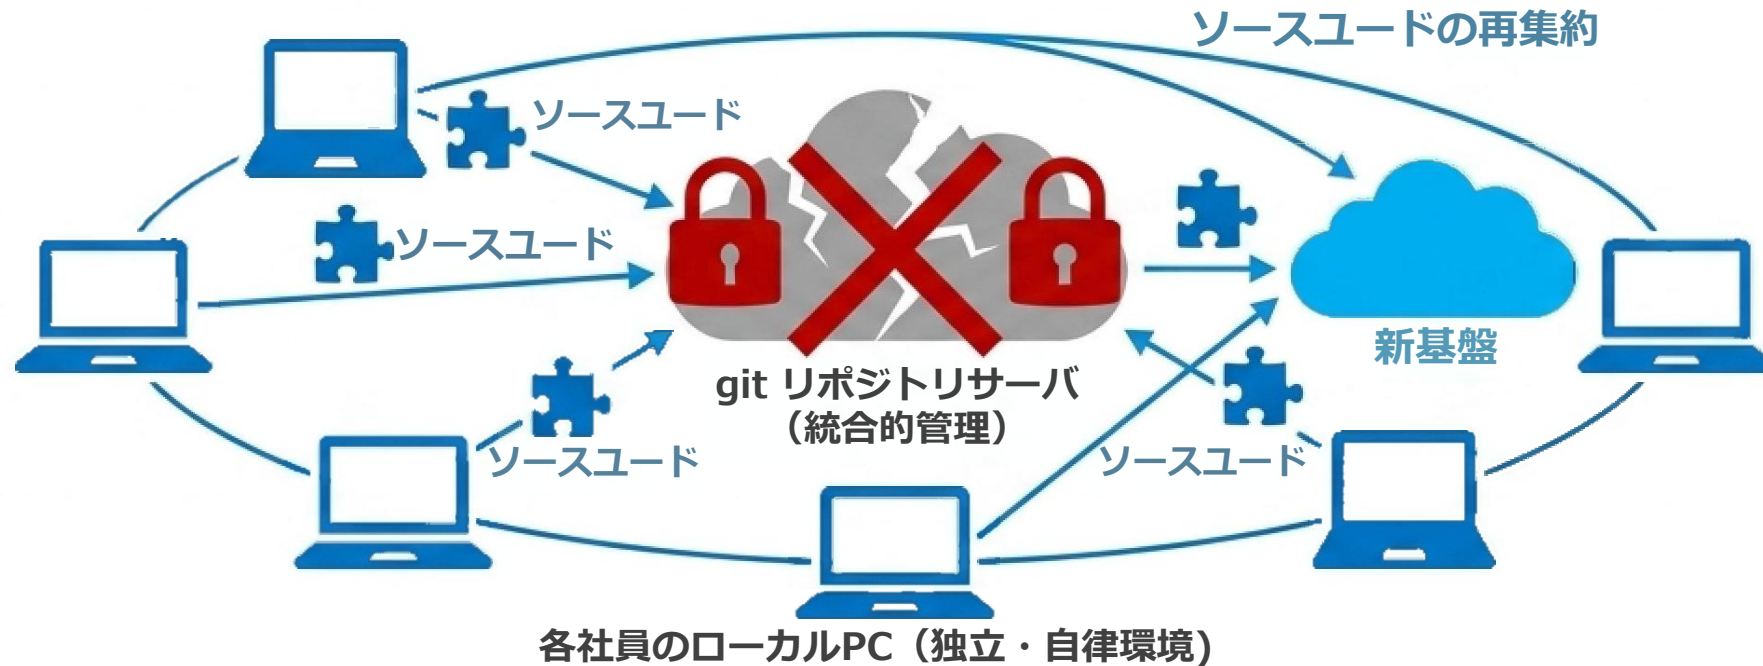 ソースユードの再集約
ソースユード
ソースユード
新基盤
git リポジトリサーバ
（統合的管理）
ソースユード
ソースユード
各社員のローカルPC（独立・自律環境)